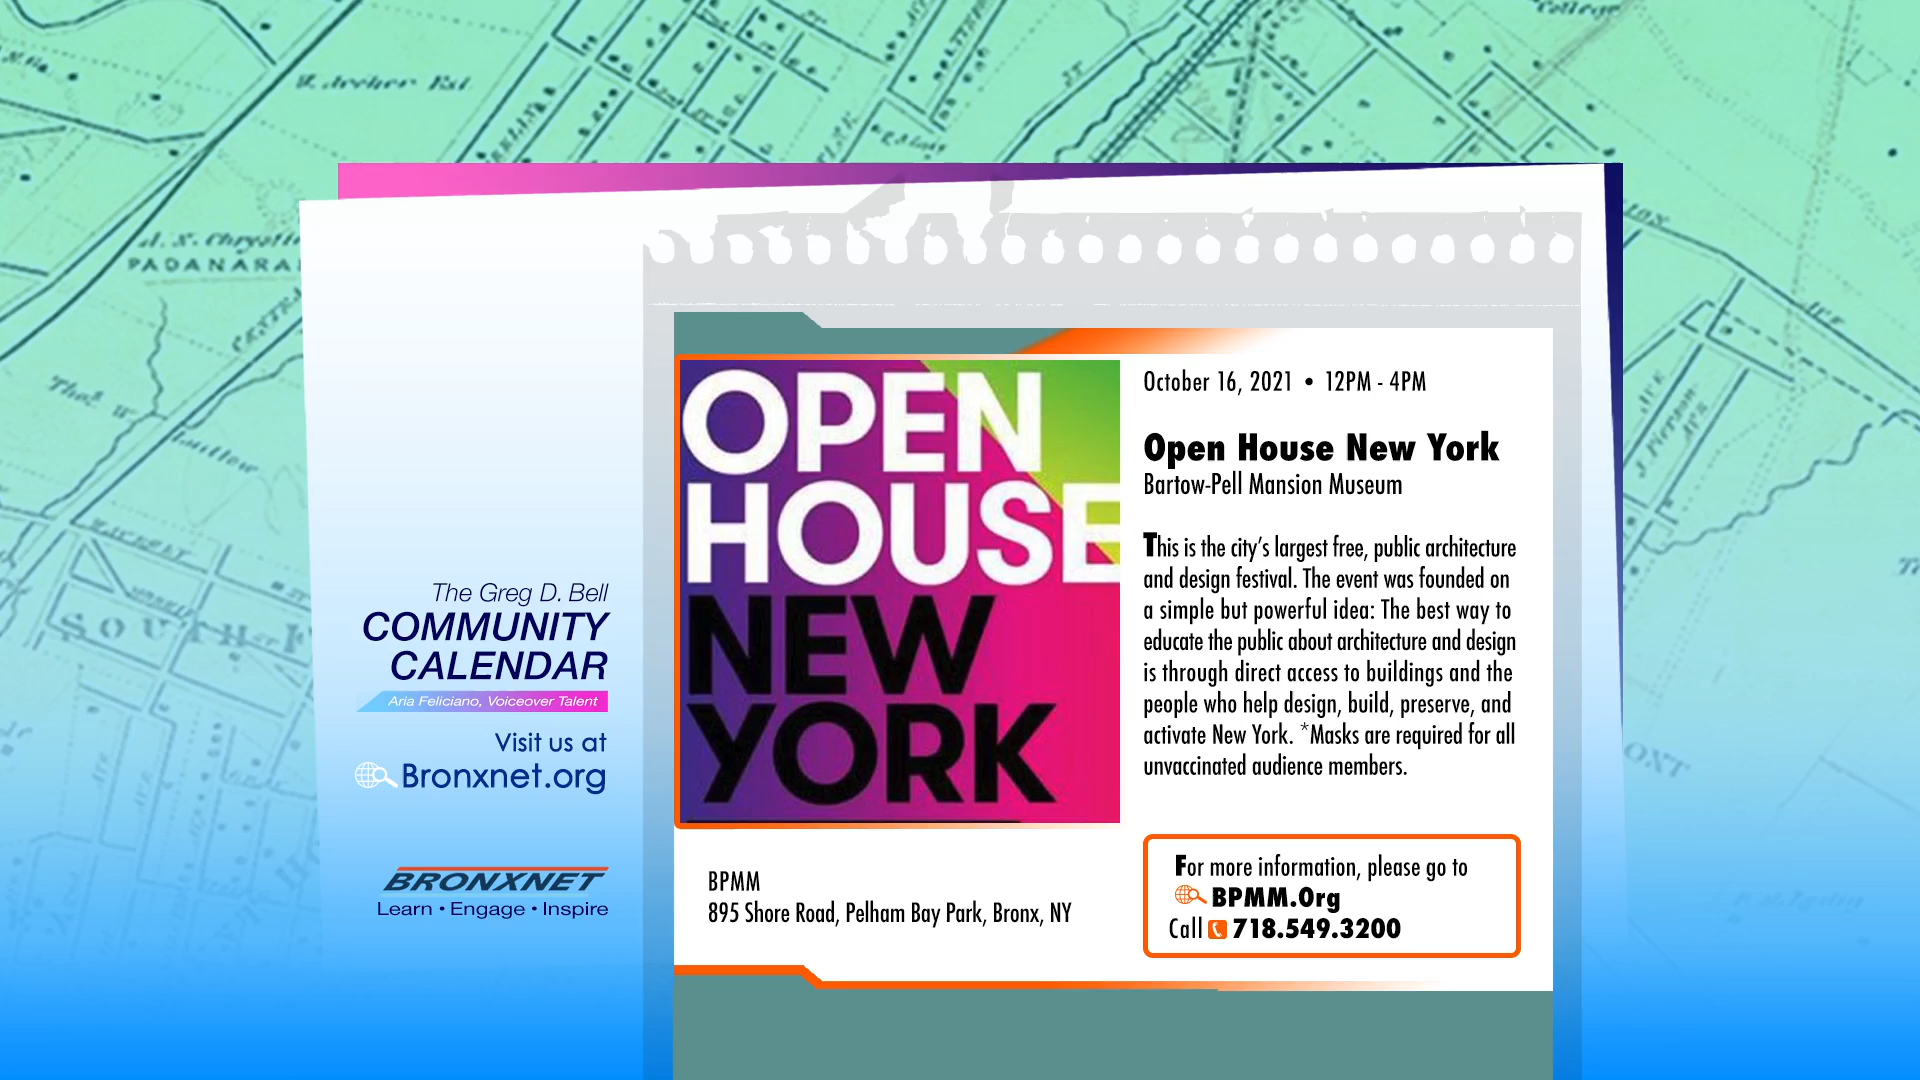 College
R. Archer Est.
PADANARA
The Greg D. Bell
COMMUNITY
CALENDAR
Aria Feliciano, Voiceover Talent
Visit us at
Bronxnet.org
BRONXNET
Learn • Engage • Inspire
OPEN
HOUSE
NEW
YORK
BPMM
895 Shore Road, Pelham Bay Park, Bronx, NY
October 16, 2021 • 12PM - 4PM
Open House New York
Bartow-Pell Mansion Museum
This is the city's largest free, public architecture
and design festival. The event was founded on
a simple but powerful idea: The best way to
educate the public about architecture and design
is through direct access to buildings and the
people who help design, build, preserve, and
activate New York. *Masks are required for all
unvaccinated audience members.
For more information, please go to
BPMM.Org
Call 718.549.3200